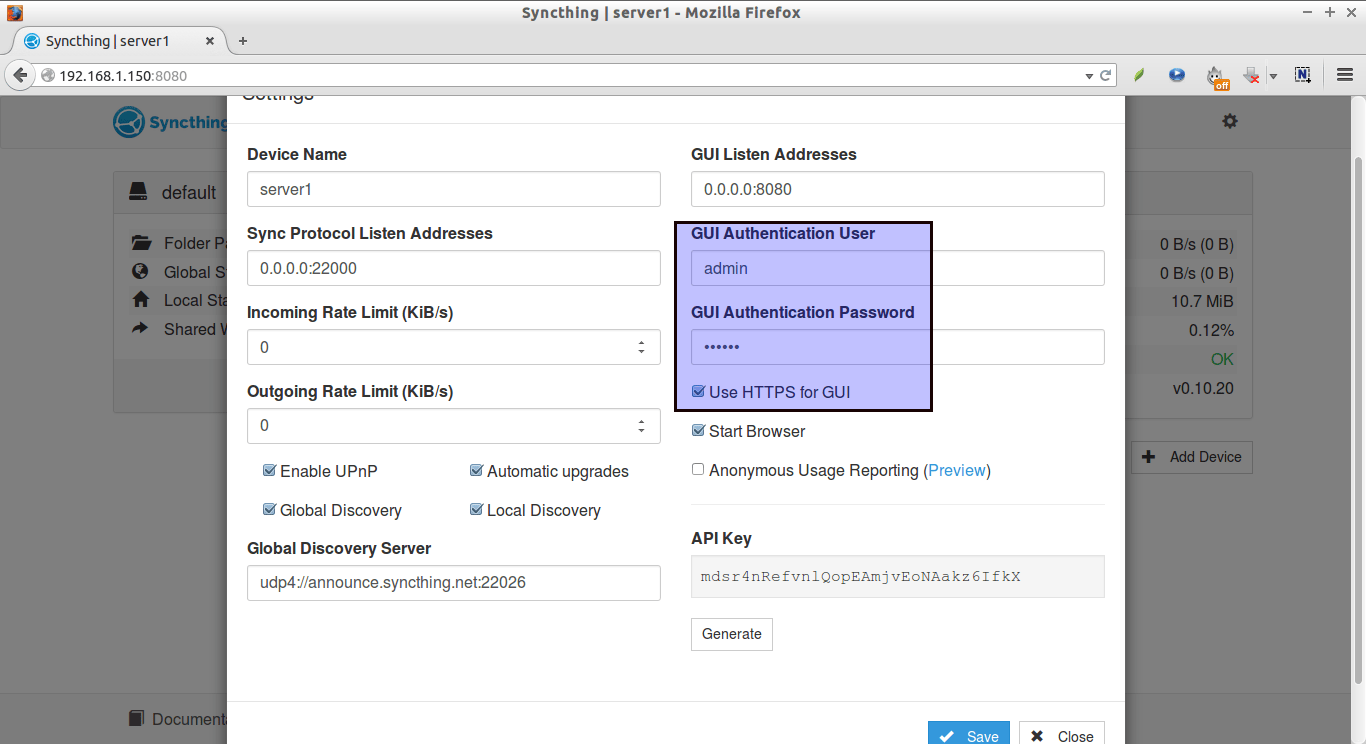 Syncthing | server1 - Mozilla Firefox
Syncthing | server1
192.168.1.150:8080
Settings
Syncthing
default
Folder Pa
Global S
Local Sta
Shared W
Device Name
server1
Sync Protocol Listen Addresses
0.0.0.0:22000
Incoming Rate Limit (KiB/s)
0
Outgoing Rate Limit (KiB/s)
0
Enable UPnP
Automatic upgrades
Global Discovery
Local Discovery
Global Discovery Server
udp4://announce.syncthing.net:22026
GUI Listen Addresses
0.0.0.0:8080
GUI Authentication User
admin
GUI Authentication Password
••••••
Use HTTPS for GUI
Start Browser
Anonymous Usage Reporting (Preview)
API Key
mdsr4nRefvnlQopEAmjvEoNAakz6IfkX
Generate
off
N
0 B/s (0 B)
0 B/s (0 B)
10.7 MiB
0.12%
OK
v0.10.20
Add Device
Documenta
Save
Close